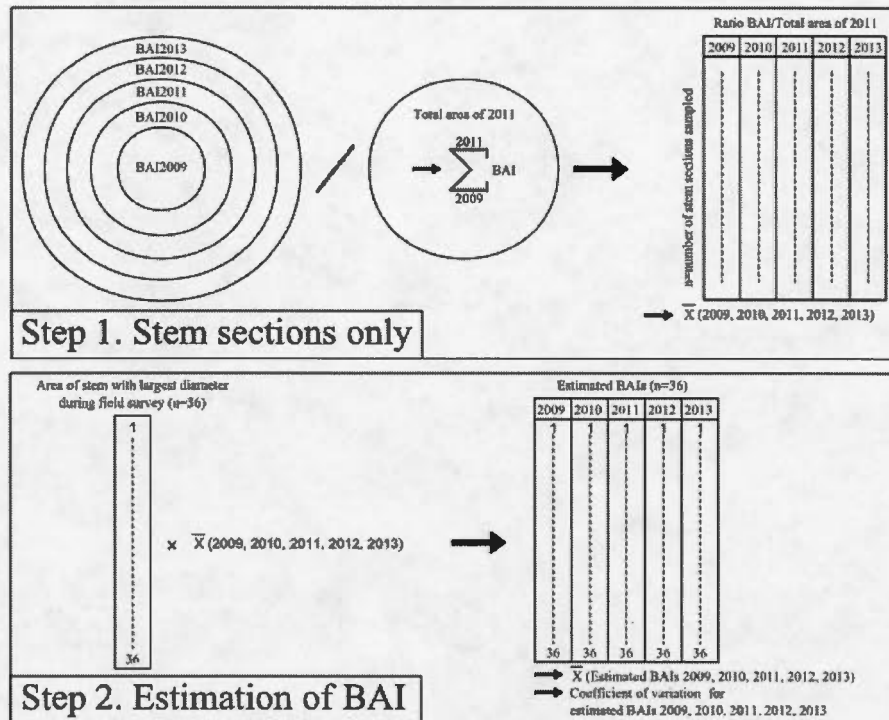 Ratio BAI/Total area of 2011
2009 2010 2011 2012 2013
BAI2013
BAI2012
BAI2011
BAI2010
BAI2009
Total area of 2011
2011
∑ BAI
2009
n=number of stem sections sampled
X̅ (2009, 2010, 2011, 2012, 2013)
Step 1. Stem sections only
Area of stem with largest diameter
during field survey (n=36)
1
36
× X̅ (2009, 2010, 2011, 2012, 2013)
Estimated BAIs (n=36)
2009 2010 2011 2012 2013
1 1 1 1 1
36 36 36 36 36
X̅ (Estimated BAIs 2009, 2010, 2011, 2012, 2013)
Coefficient of variation for
estimated BAIs 2009, 2010, 2011, 2012, 2013
Step 2. Estimation of BAI